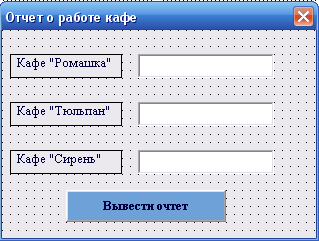 Отчет о работе кафе
Кафе "Ромашка"
Кафе "Тюльпан"
Кафе "Сирень"
Вывести очтет